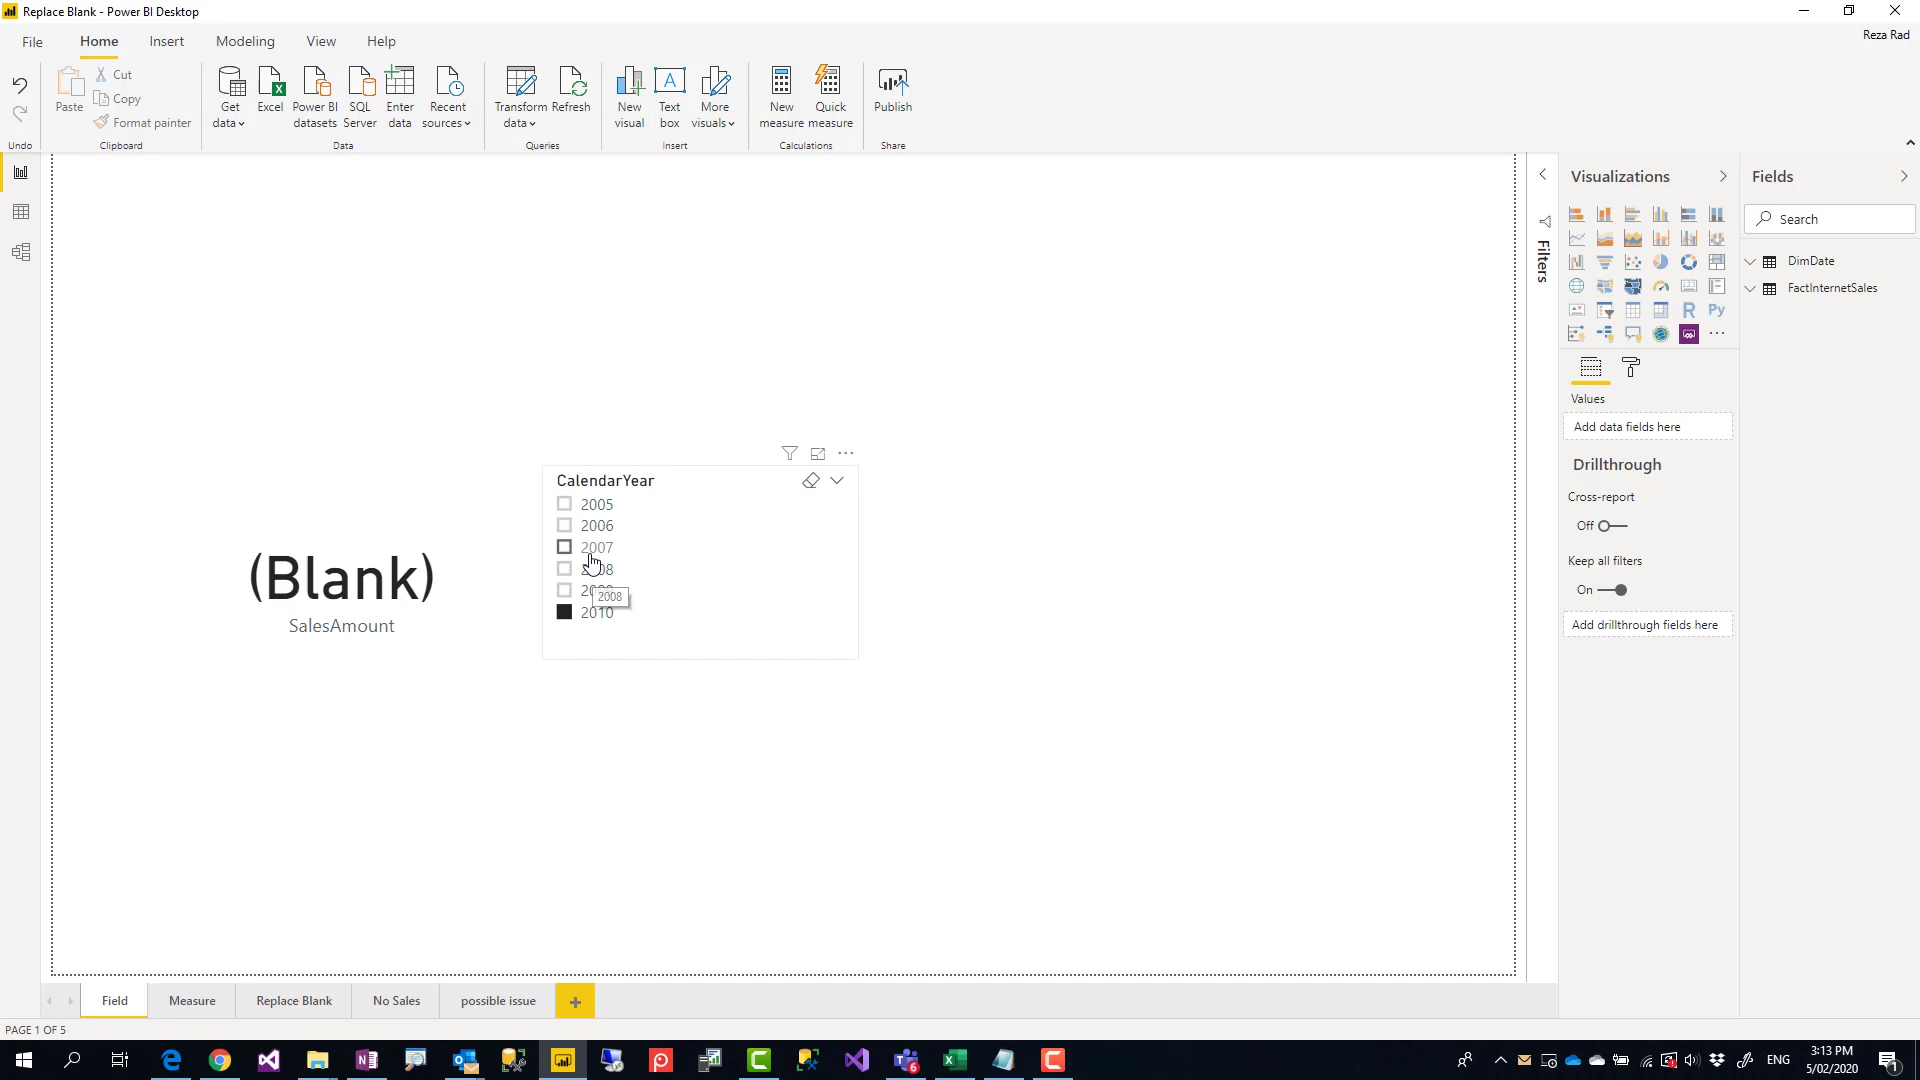 Replace Blank - Power BI Desktop
Reza Rad
File Home Insert Modeling View Help
Paste
Cut
Copy
Format painter
Get data
Excel
Power BI datasets
SQL Server
Enter data
Recent sources
Transform data
Refresh
New visual
Text box
More visuals
New measure
Quick measure
Publish
Undo Clipboard Data Queries Insert Calculations Share
Filters
Visualizations
R Py
Values
Add data fields here
Drillthrough
Cross-report
Off
Keep all filters
On
Add drillthrough fields here
Fields
Search
DimDate
FactInternetSales
(Blank)
SalesAmount
CalendarYear
2005
2006
2007
2008
2010
Field Measure Replace Blank No Sales possible issue
PAGE 1 OF 5
ENG
3:13 PM
5/02/2020